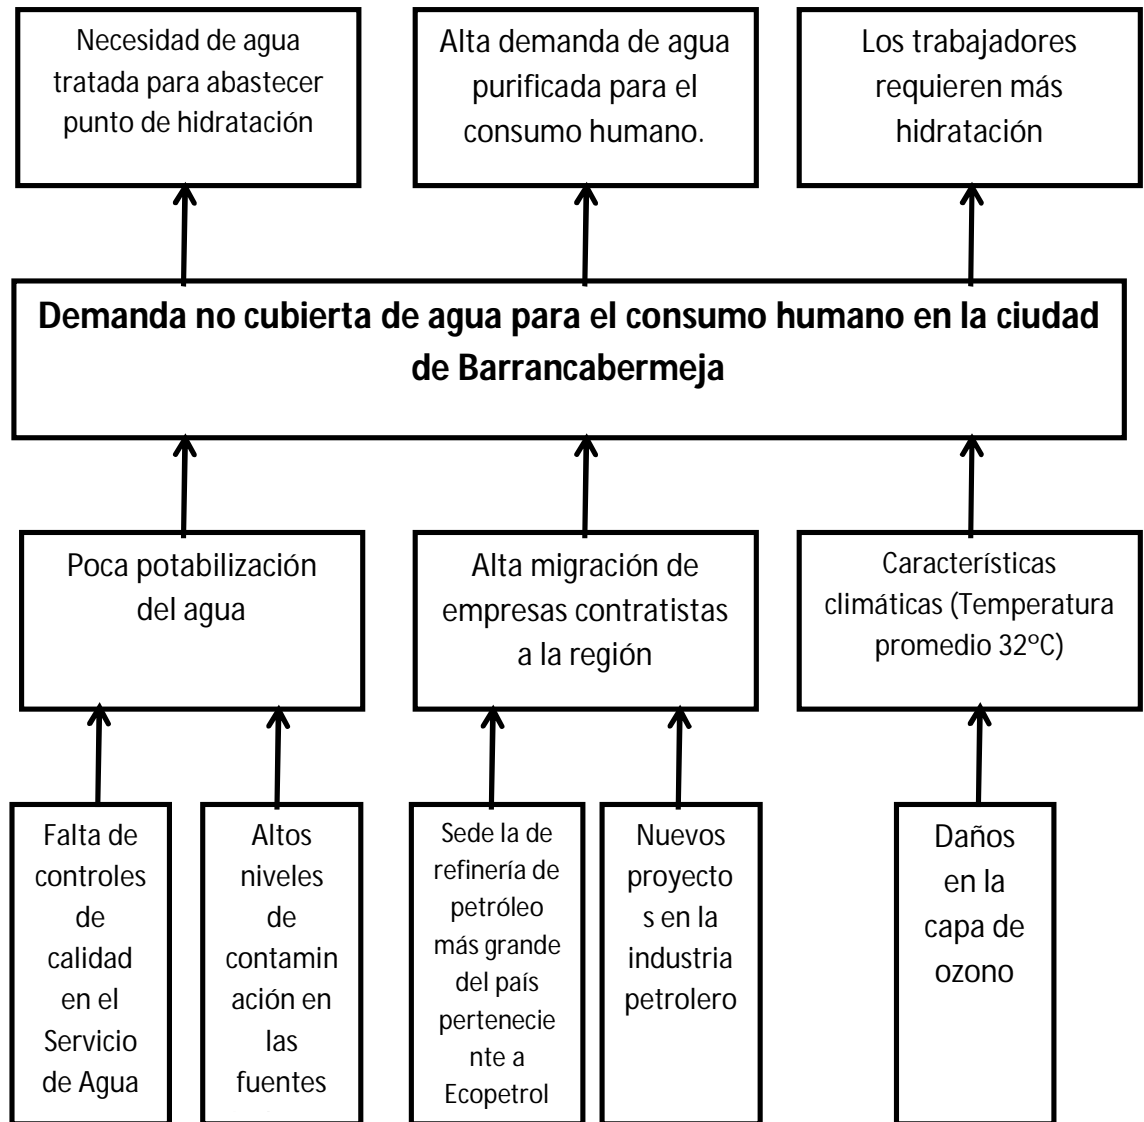 Necesidad de agua
tratada para abastecer
punto de hidratación
Alta demanda de agua
purificada para el
consumo humano.
Los trabajadores
requieren más
hidratación
Demanda no cubierta de agua para el consumo humano en la ciudad
de Barrancabermeja
Poca potabilización
del agua
Alta migración de
empresas contratistas
a la región
Característicás
climáticas (Temperatura
promedio 32°C)
Falta de
controles
de
calidad
en el
Servicio
de Agua
Altos
niveles
de
contamin
ación en
las
fuentes
Sede la de
refinería de
petróleo
más grande
del país
pertenecie
nte a
Ecopetrol
Nuevos
proyecto
s en la
industria
petrolero
Daños
en la
capa de
ozono